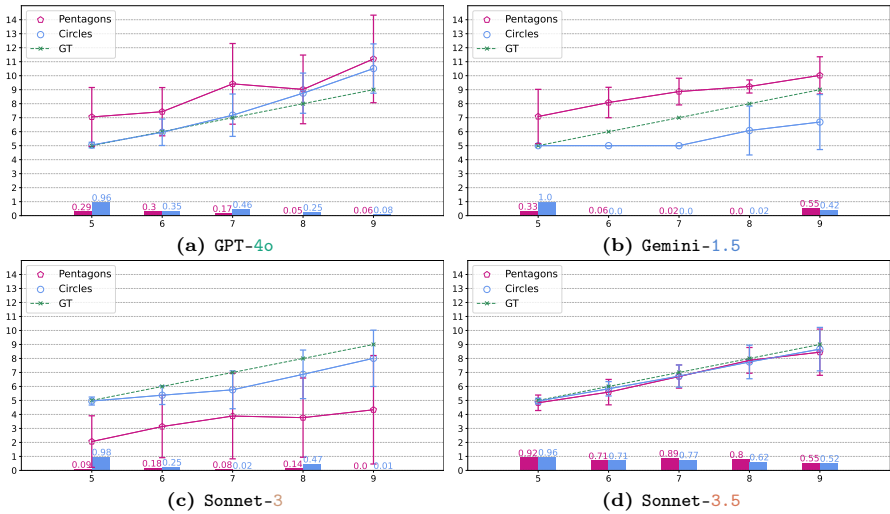 14
13
12
11
10
9
8
7
6
5
4
3
2
1
0
Pentagons
Circles
GT
0.29 0.96 0.3 0.35 0.17 0.46 0.05 0.25 0.06 0.08
5 6 7 8 9
(a) GPT-4o
14
13
12
11
10
9
8
7
6
5
4
3
2
1
0
Pentagons
Circles
GT
0.33 1.0 0.06 0.0 0.02 0.0 0.0 0.02 0.55 0.42
5 6 7 8 9
(b) Gemini-1.5
14
13
12
11
10
9
8
7
6
5
4
3
2
1
0
Pentagons
Circles
GT
0.09 0.98 0.18 0.25 0.08 0.02 0.14 0.47 0.0 0.01
5 6 7 8 9
(c) Sonnet-3
14
13
12
11
10
9
8
7
6
5
4
3
2
1
0
Pentagons
Circles
GT
0.92 0.96 0.71 0.71 0.89 0.77 0.8 0.62 0.55 0.52
5 6 7 8 9
(d) Sonnet-3.5